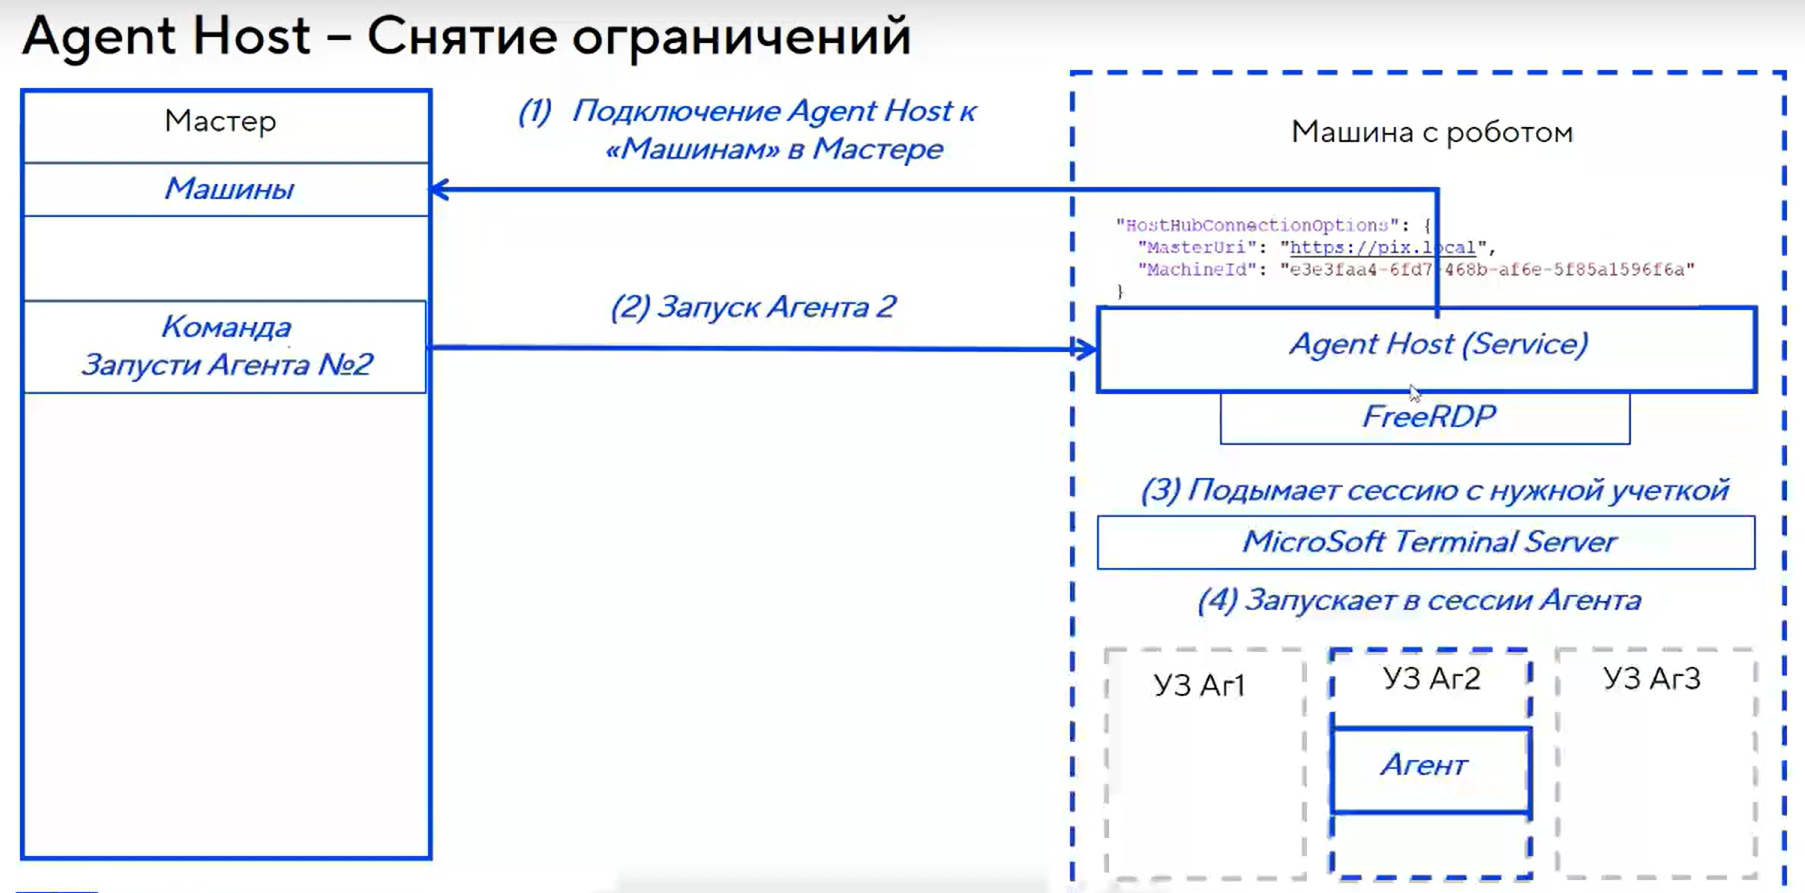 Agent Host – Снятие ограничений
Мастер
Машины
Команда
Запусти Агента №2
(1) Подключение Agent Host к
«Машинам» в Мастере
(2) Запуск Агента 2
Машина с роботом
"HostHubConnectionOptions": {
"MasterUri": "https://pix.local",
"MachineId": "e3e3faa4-6fd7-468b-af6e-5f85a1596f6a"
}
Agent Host (Service)
FreeRDP
(3) Подымает сессию с нужной учеткой
MicroSoft Terminal Server
(4) Запускает в сессии Агента
УЗ Аг1
УЗ Аг2
УЗ Аг3
Агент